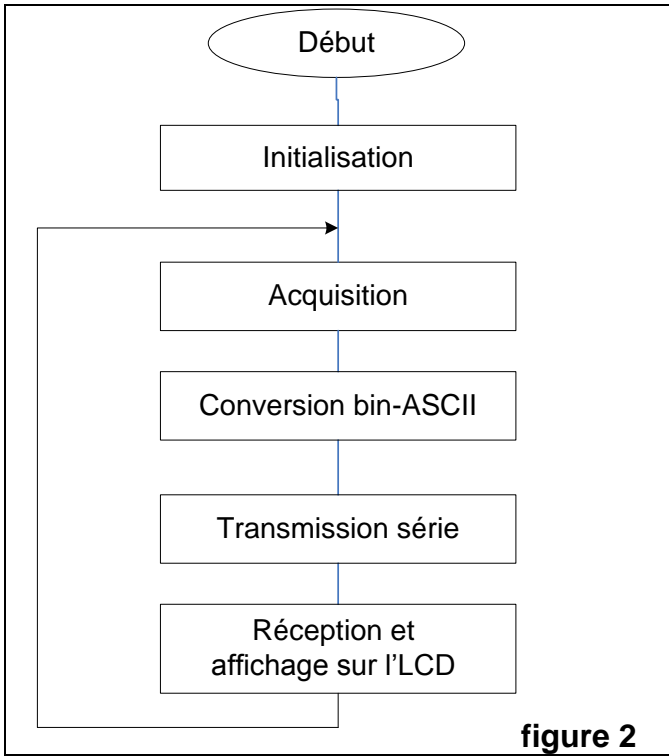 Début
Initialisation
Acquisition
Conversion bin-ASCII
Transmission série
Réception et
affichage sur l'LCD
figure 2